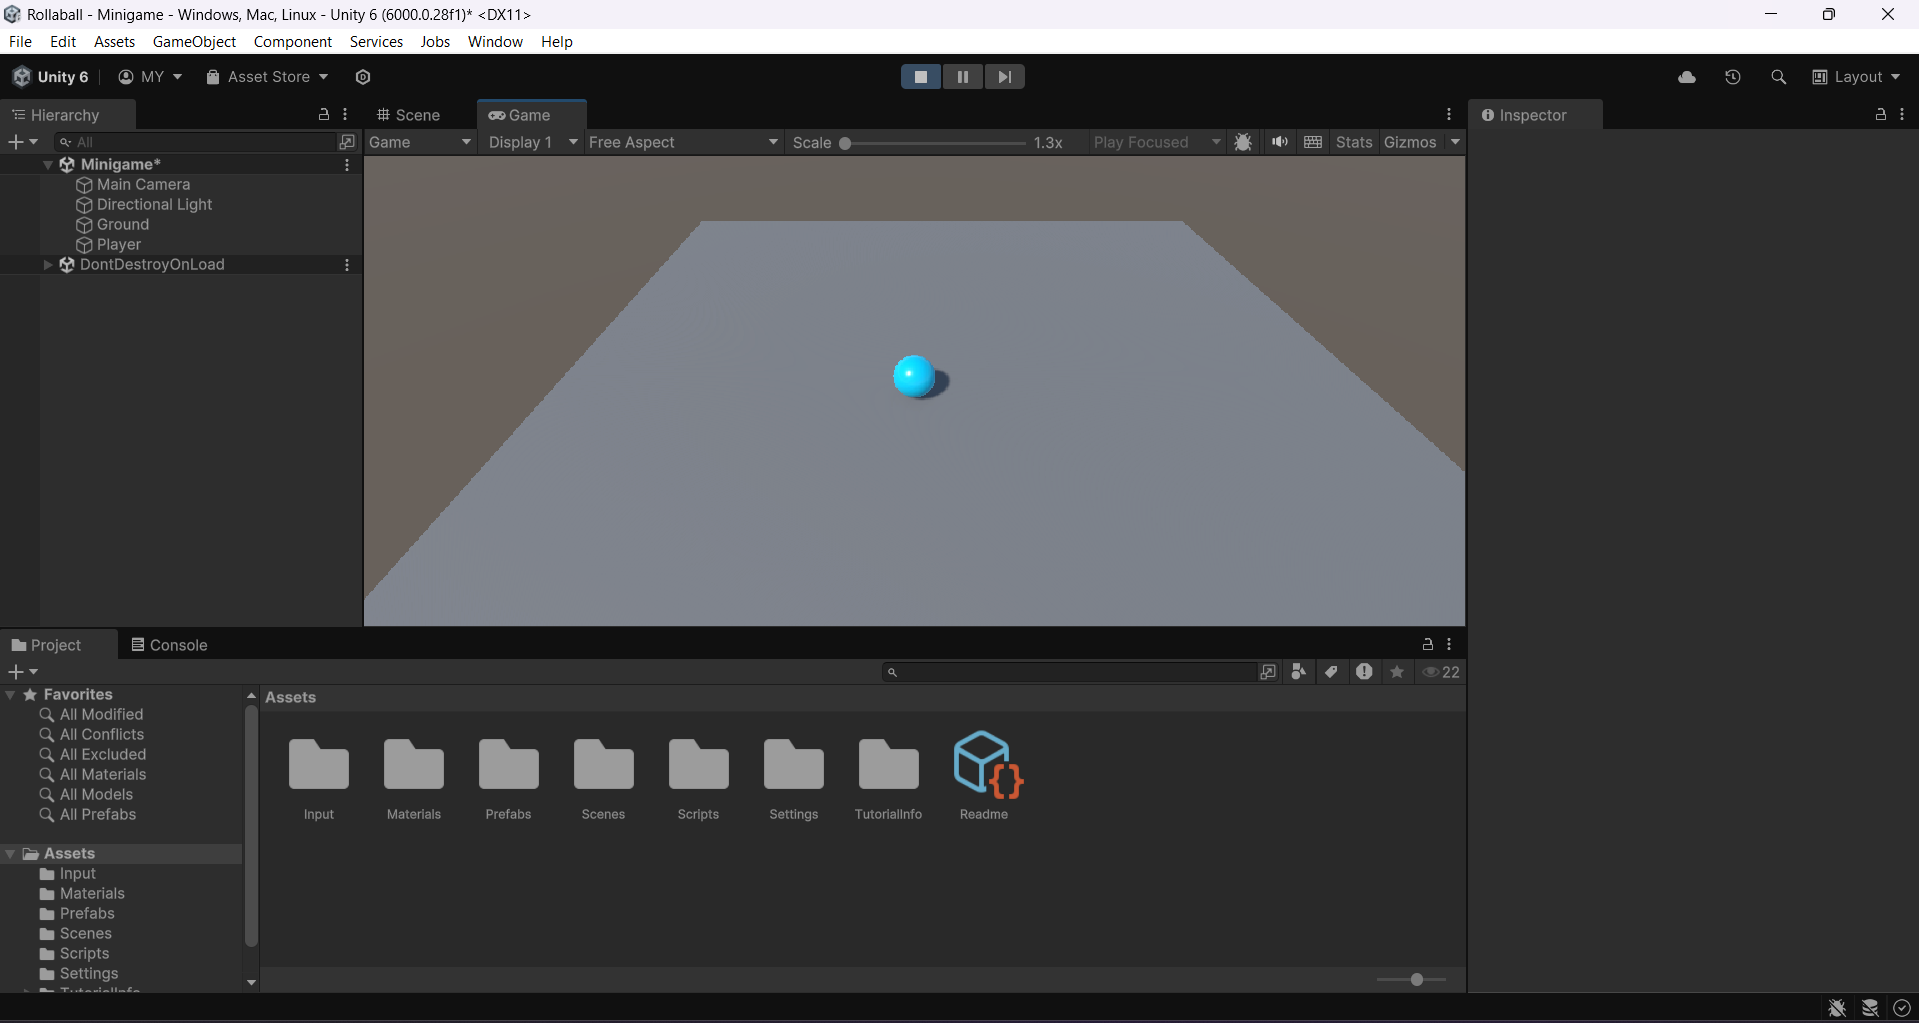 Rollaball - Minigame - Windows, Mac, Linux - Unity 6 (6000.0.28f1)* <DX11>
File Edit Assets GameObject Component Services Jobs Window Help
Unity 6 MY Asset Store Layout
Hierarchy Scene Game Inspector
All Game Display 1 Free Aspect Scale 1.3x Play Focused Stats Gizmos
Minigame*
Main Camera
Directional Light
Ground
Player
DontDestroyOnLoad
Project Console
22
Favorites
All Modified
All Conflicts
All Excluded
All Materials
All Models
All Prefabs
Assets
Input
Materials
Prefabs
Scenes
Scripts
Settings
TutorialInfo
Assets
Input Materials Prefabs Scenes Scripts Settings TutorialInfo Readme